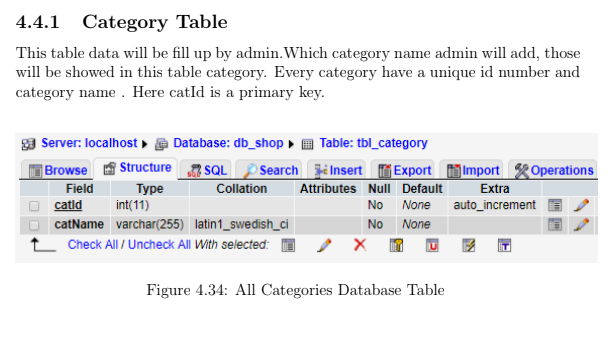 4.4.1 Category Table
This table data will be fill up by admin.Which category name admin will add, those
will be showed in this table category. Every category have a unique id number and
category name . Here catId is a primary key.
Server: localhost ▸ Database: db_shop ▸ Table: tbl_category
Browse Structure SQL Search Insert Export Import Operations
Field Type Collation Attributes Null Default Extra
catId int(11) No None auto_increment
catName varchar(255) latin1_swedish_ci No None
Check All / Uncheck All With selected:
Figure 4.34: All Categories Database Table